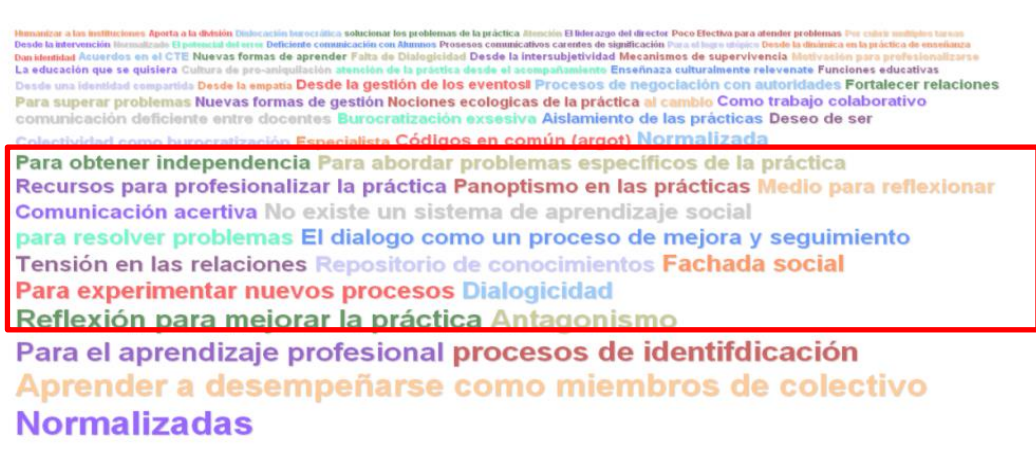 Humanizar a las instituciones Aporta a la división Dislocación burocrática solucionar los problemas de la práctica Atención El liderazgo del director Poco Efectiva para atender problemas Por cubrir multiples tareas
Desde la intervención Hormalizado El potencial del error Deficiente comunicación con Alumnos Prosesos comunicativos carentes de significación Para el logro utópico Desde la dinámica en la práctica de enseñanza
Dan identidad Acuerdos en el CTE Nuevas formas de aprender Falta de Dialogicidad Desde la intersubjetividad Mecanismos de supervivencia Motivación para profesionalizarse
La educación que se quisiera Cultura de pro-aniquilación atención de la práctica desde el acompañamiento Enseñnaza culturalmente relevenate Funciones educativas
Desde una identidad compartida Desde la empatía Desde la gestión de los eventosll Procesos de negociación con autoridades Fortalecer relaciones
Para superar problemas Nuevas formas de gestión Nociones ecologicas de la práctica al cambio Como trabajo colaborativo
comunicación deficiente entre docentes Burocratización exsesiva Aislamiento de las prácticas Deseo de ser
Colectividad como burocratización Especialista Códigos en común (argot) Normalizada
Para obtener independencia Para abordar problemas específicos de la práctica
Recursos para profesionalizar la práctica Panoptismo en las prácticas Medio para reflexionar
Comunicación acertiva No existe un sistema de aprendizaje social
para resolver problemas El dialogo como un proceso de mejora y seguimiento
Tensión en las relaciones Repositorio de conocimientos Fachada social
Para experimentar nuevos procesos Dialogicidad
Reflexión para mejorar la práctica Antagonismo
Para el aprendizaje profesional procesos de identifdicación
Aprender a desempeñarse como miembros de colectivo
Normalizadas